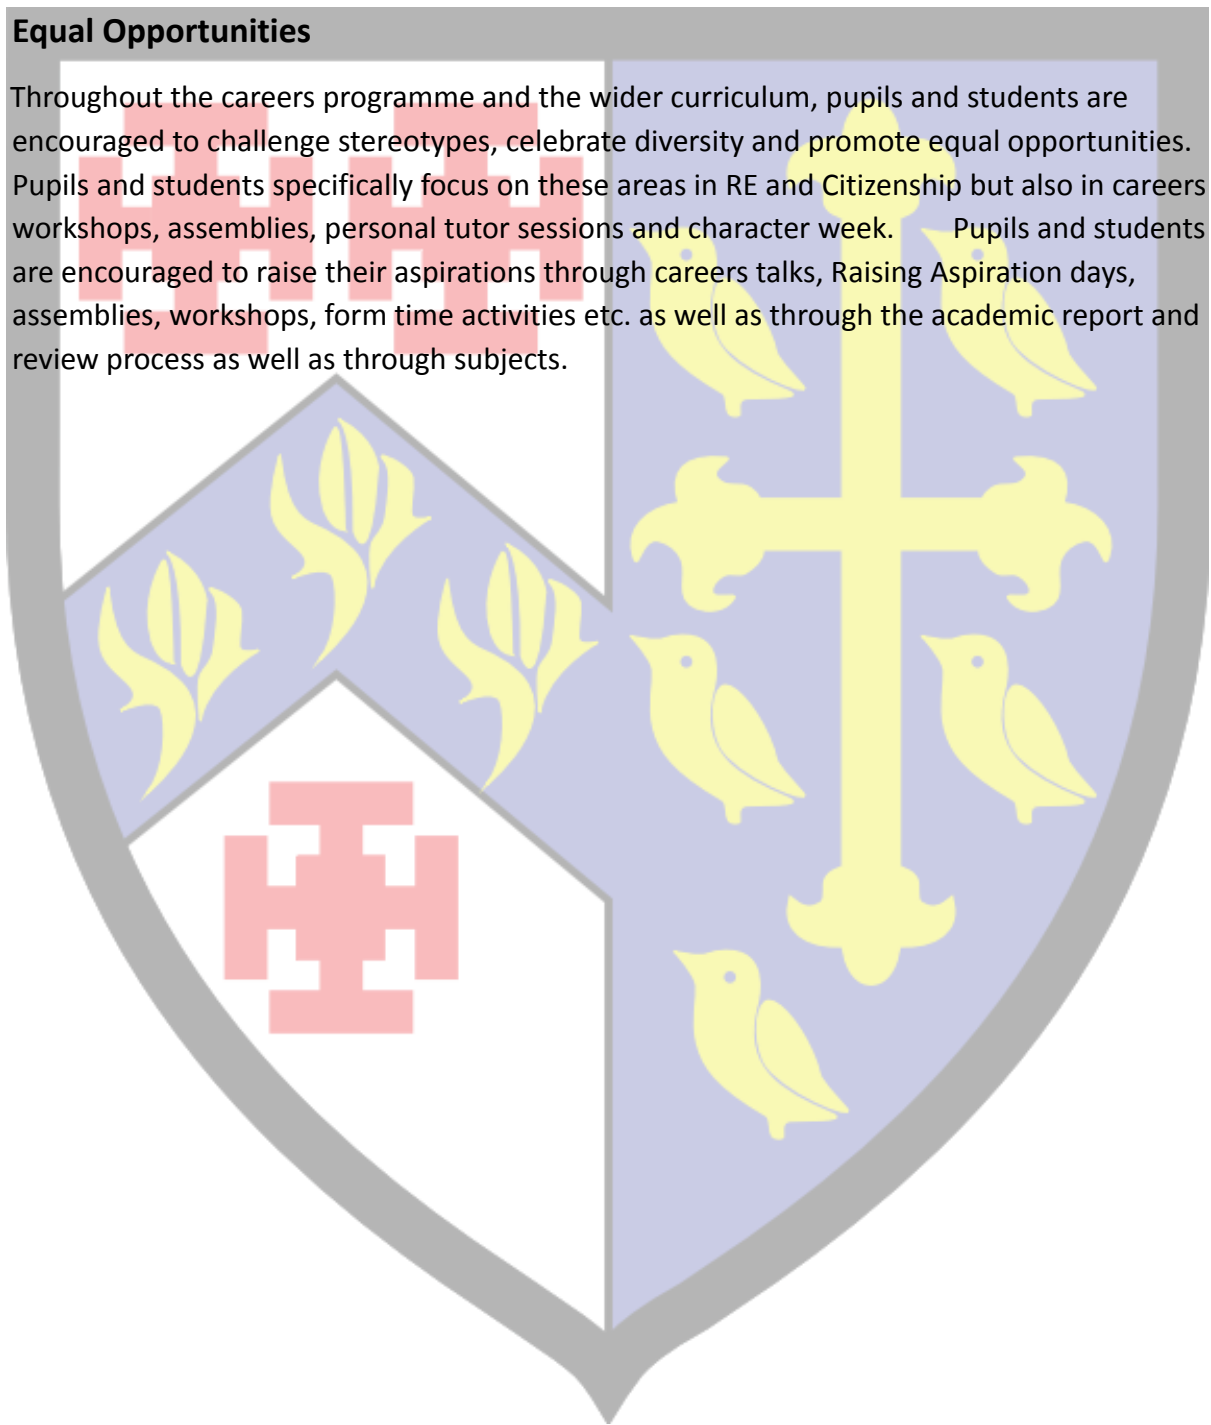 Equal Opportunities
Throughout the careers programme and the wider curriculum, pupils and students are
encouraged to challenge stereotypes, celebrate diversity and promote equal opportunities.
Pupils and students specifically focus on these areas in RE and Citizenship but also in careers
workshops, assemblies, personal tutor sessions and character week. Pupils and students
are encouraged to raise their aspirations through careers talks, Raising Aspiration days,
assemblies, workshops, form time activities etc. as well as through the academic report and
review process as well as through subjects.